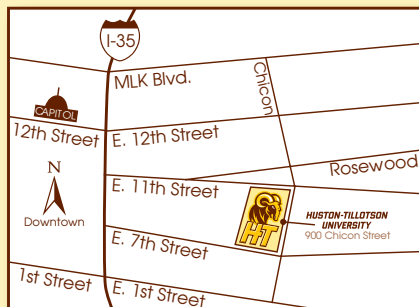 I-35
MLK Blvd.
Chicon
CAPITOL
12th Street
E. 12th Street
Rosewood
N
Downtown
E. 11th Street
HT
HUSTON-TILLOTSON
UNIVERSITY
900 Chicon Street
E. 7th Street
1st Street
E. 1st Street